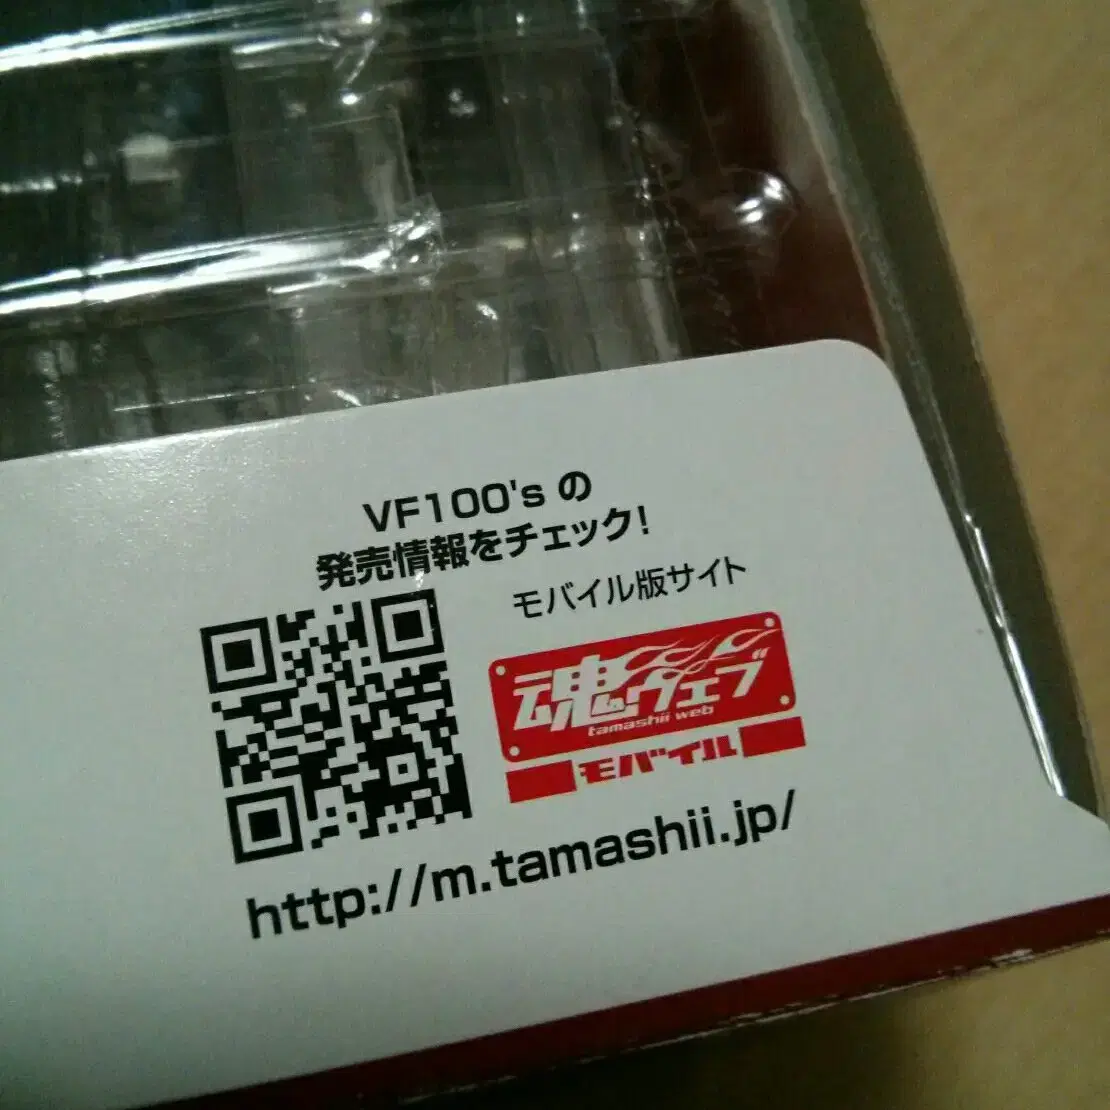 VF100's の
発売情報をチェック!
モバイル版サイト
魂ウェブ
tamashii web
モバイル
http://m.tamashii.jp/